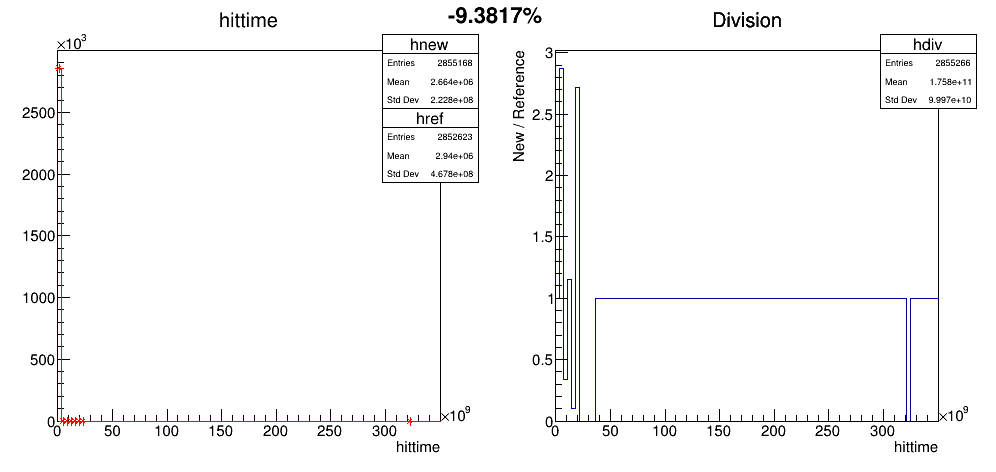 -9.3817%
hittime
×10³
hnew
Entries 2855168
Mean 2.664e+06
Std Dev 2.228e+08
href
Entries 2852623
Mean 2.94e+06
Std Dev 4.678e+08
2500
2000
1500
1000
500
0
0 50 100 150 200 250 300
×10⁹
hittime
Division
hdiv
Entries 2855266
Mean 1.758e+11
Std Dev 9.997e+10
New / Reference
3
2.5
2
1.5
1
0.5
0
0 50 100 150 200 250 300
×10⁹
hittime